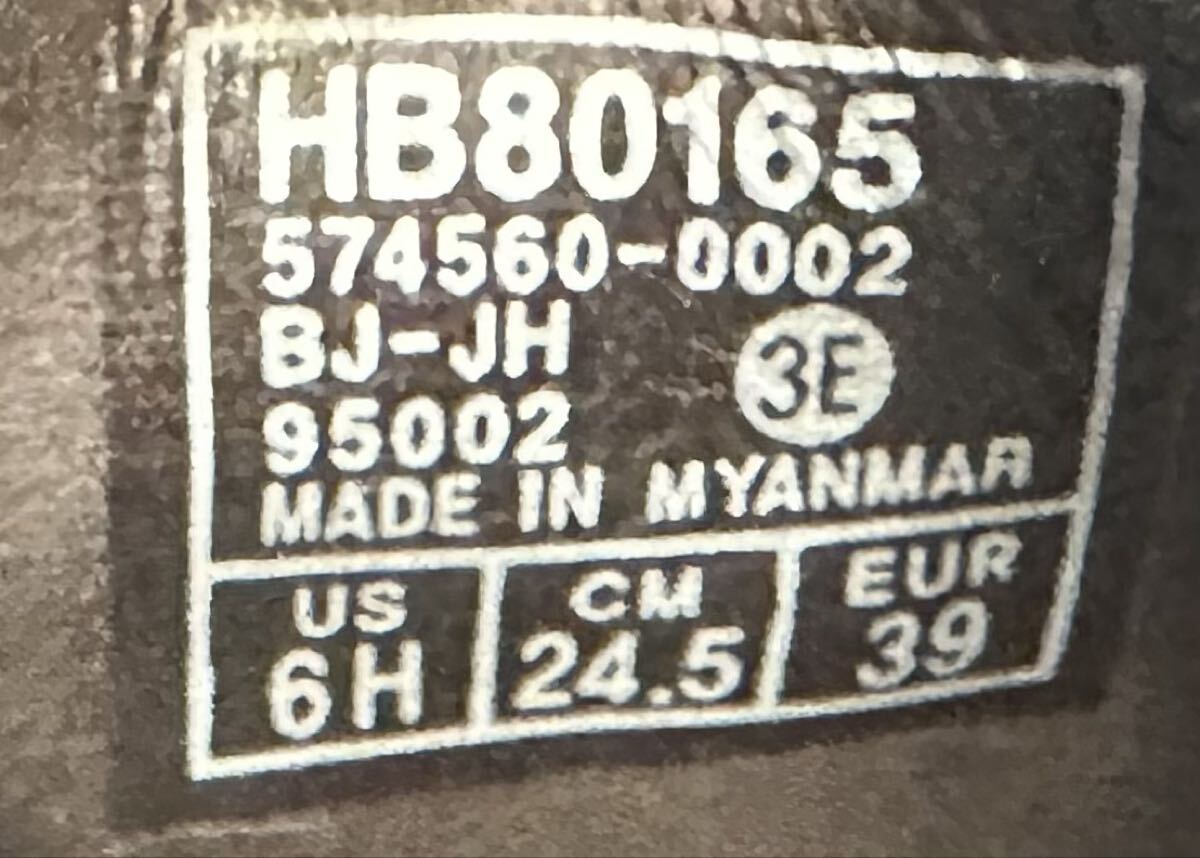 HB80165
574560-0002
BJ-JH
95002
3E
MADE IN MYANMAR
US CM EUR
6H 24.5 39